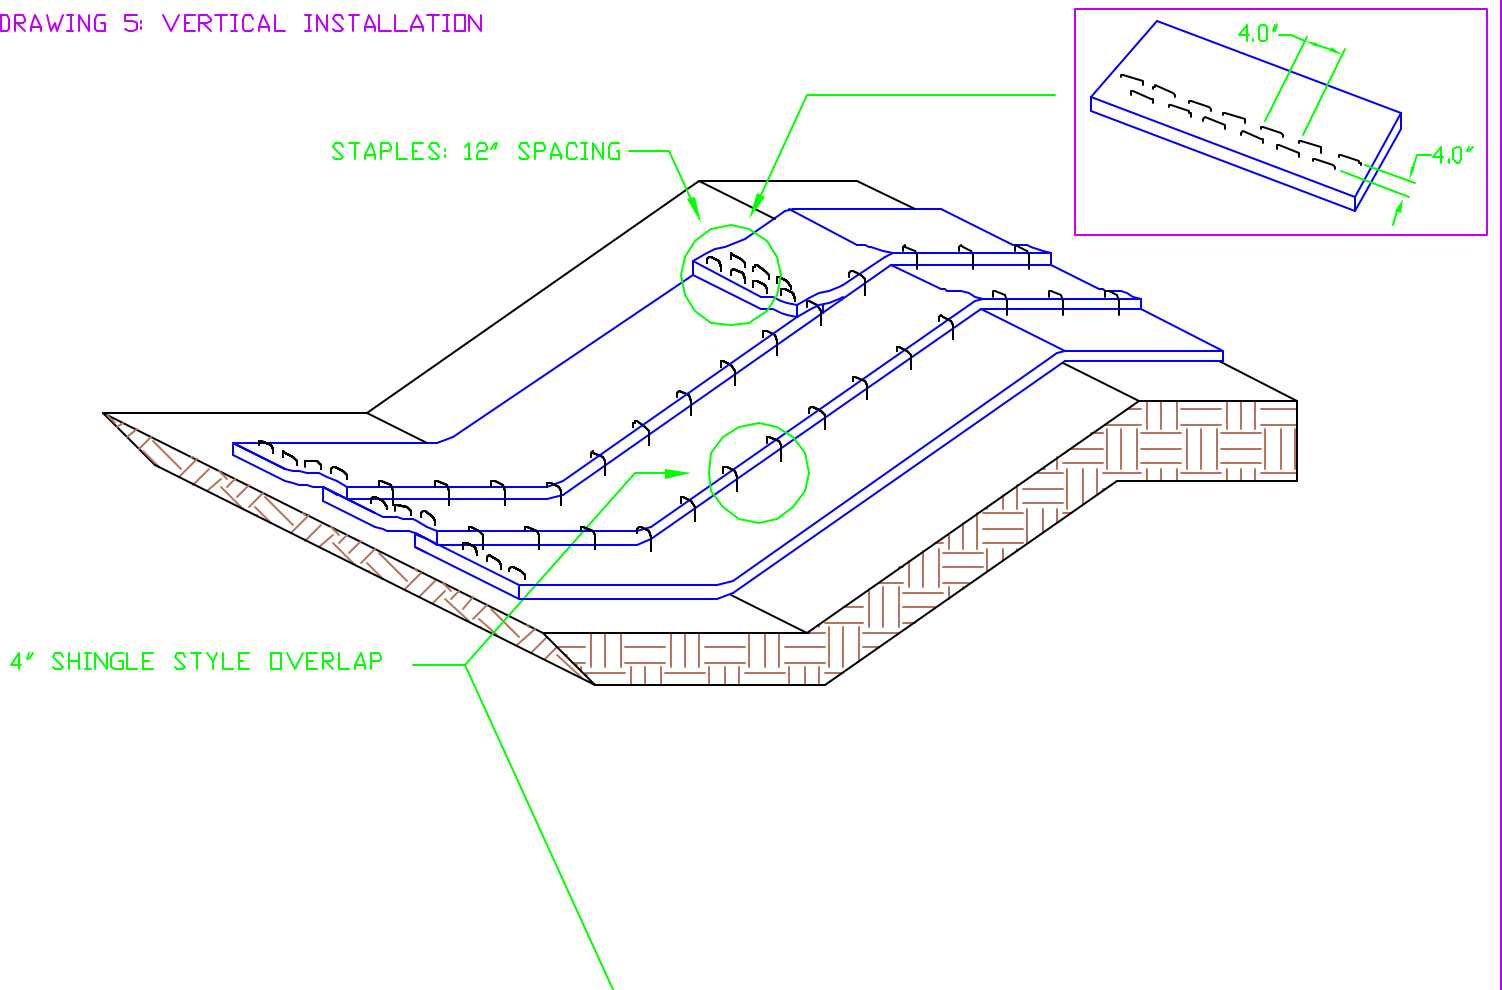 DRAWING 5: VERTICAL INSTALLATION
4.0"
STAPLES: 12" SPACING
4.0"
4" SHINGLE STYLE OVERLAP